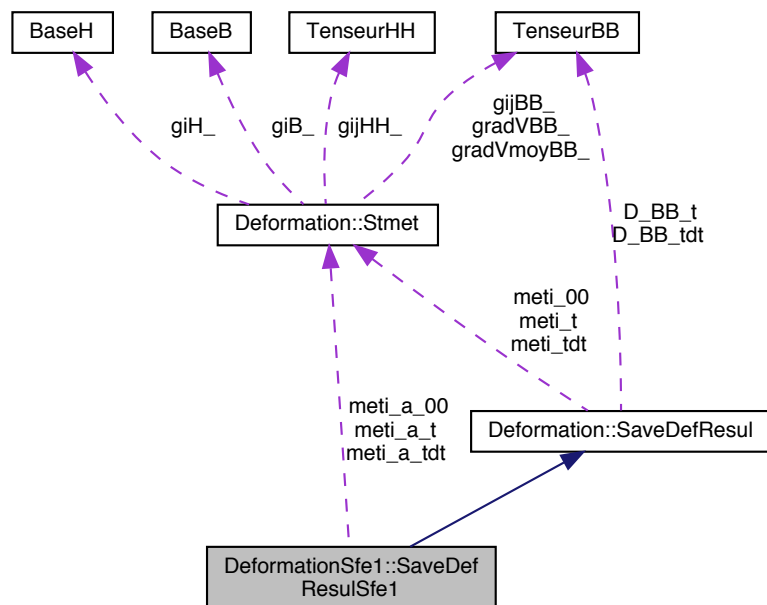 BaseH
BaseB
TenseurHH
TenseurBB
giH_
giB_
gijHH_
gijBB_
gradVBB_
gradVmoyBB_
Deformation::Stmet
D_BB_t
D_BB_tdt
meti_00
meti_t
meti_tdt
meti_a_00
meti_a_t
meti_a_tdt
Deformation::SaveDefResul
DeformationSfe1::SaveDef
ResulSfe1